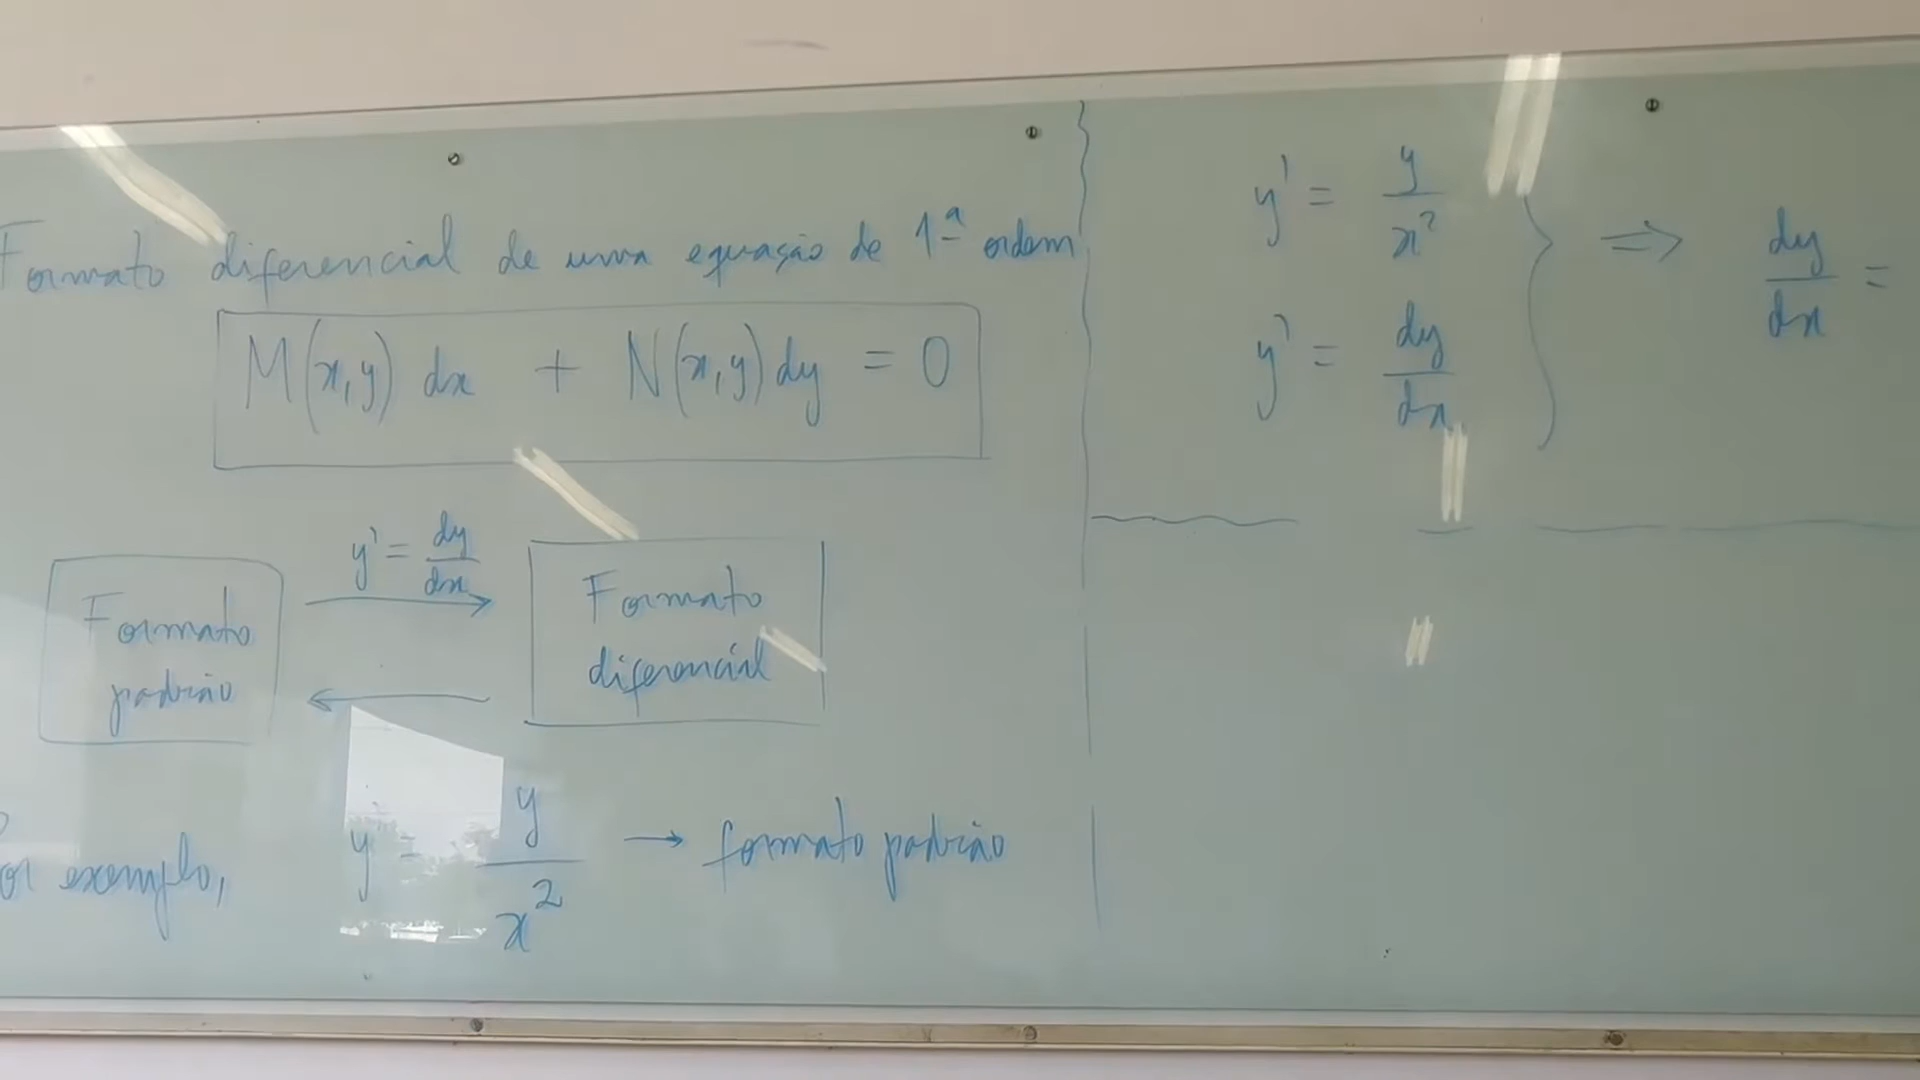 Formato diferencial de uma equação de 1ª ordem
M(x,y) dx + N(x,y) dy = 0
y' = dy/dx
Formato padrão
Formato diferencial
or exemplo, y' = y/x² → formato padrão
y' = y/x²
y' = dy/dx
} ⇒ dy/dx =